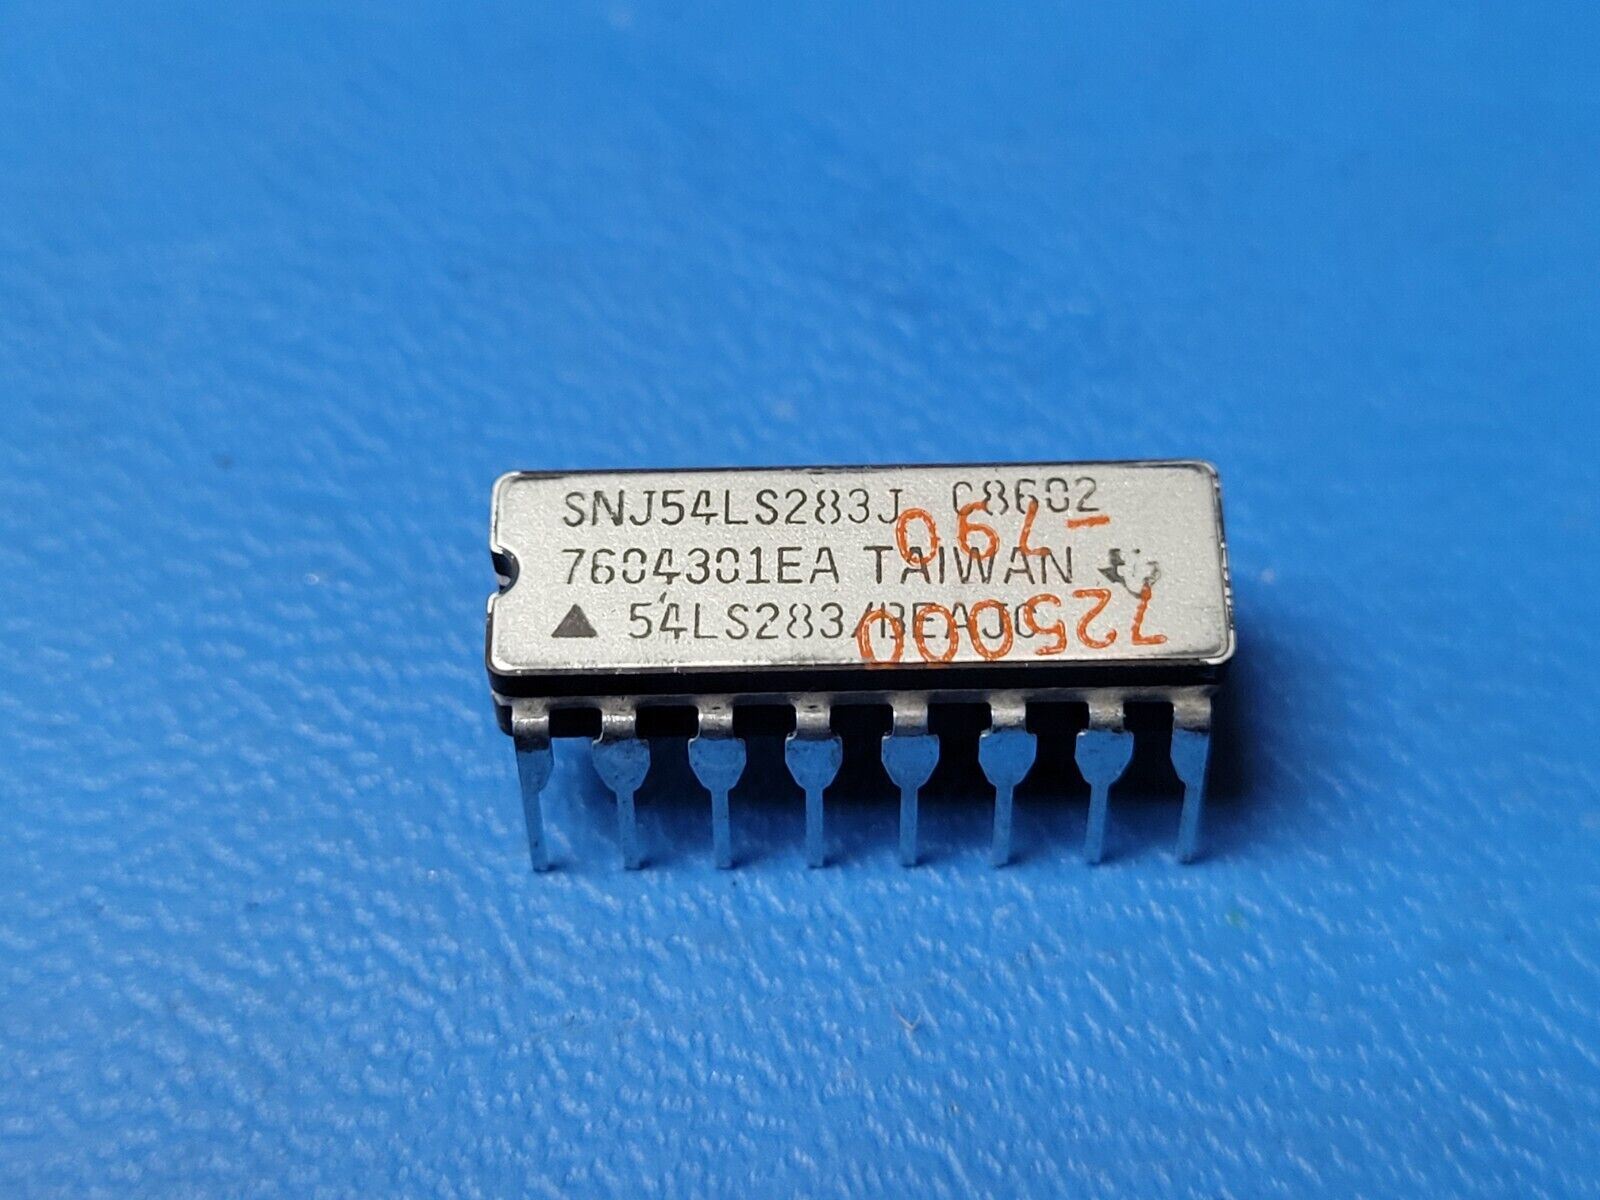 SNJ54LS283J C8602
7604301EA TAIWAN
54LS283/BEAJC
725000
-790